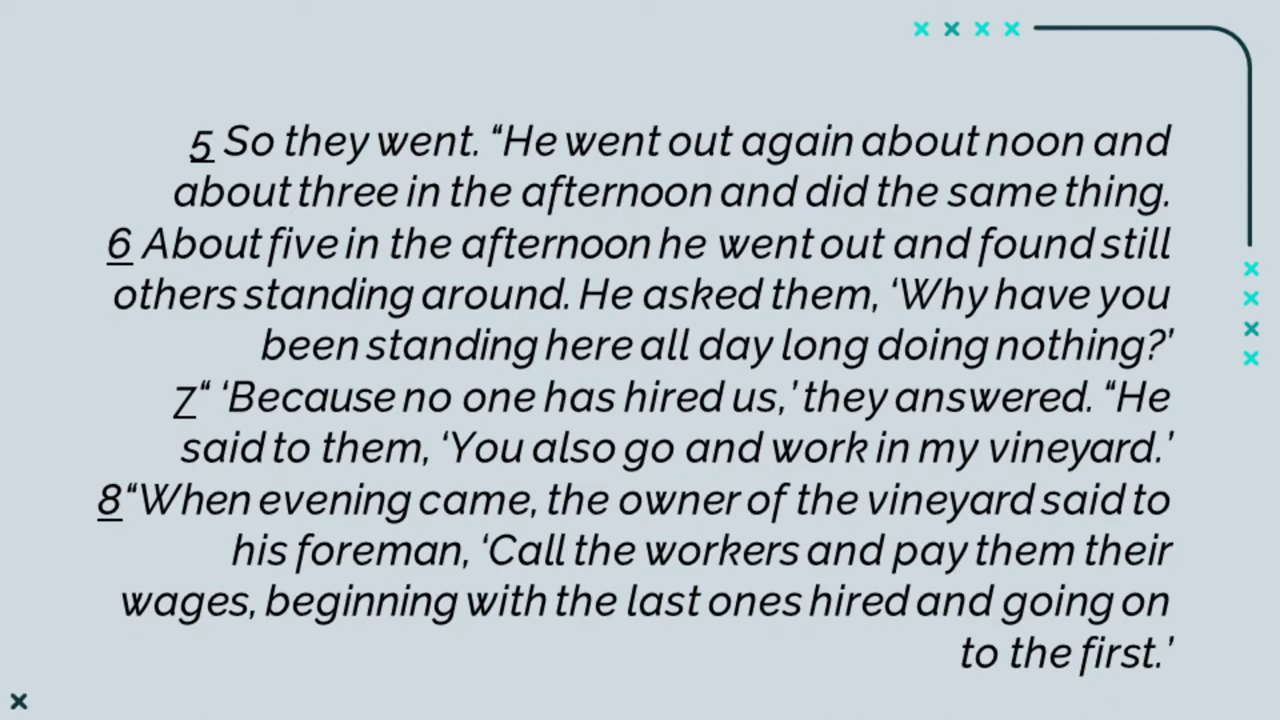 5 So they went. “He went out again about noon and
about three in the afternoon and did the same thing.
6 About five in the afternoon he went out and found still
others standing around. He asked them, ‘Why have you
been standing here all day long doing nothing?’
7“ ‘Because no one has hired us,’ they answered. “He
said to them, ‘You also go and work in my vineyard.’
8“When evening came, the owner of the vineyard said to
his foreman, ‘Call the workers and pay them their
wages, beginning with the last ones hired and going on
to the first.’